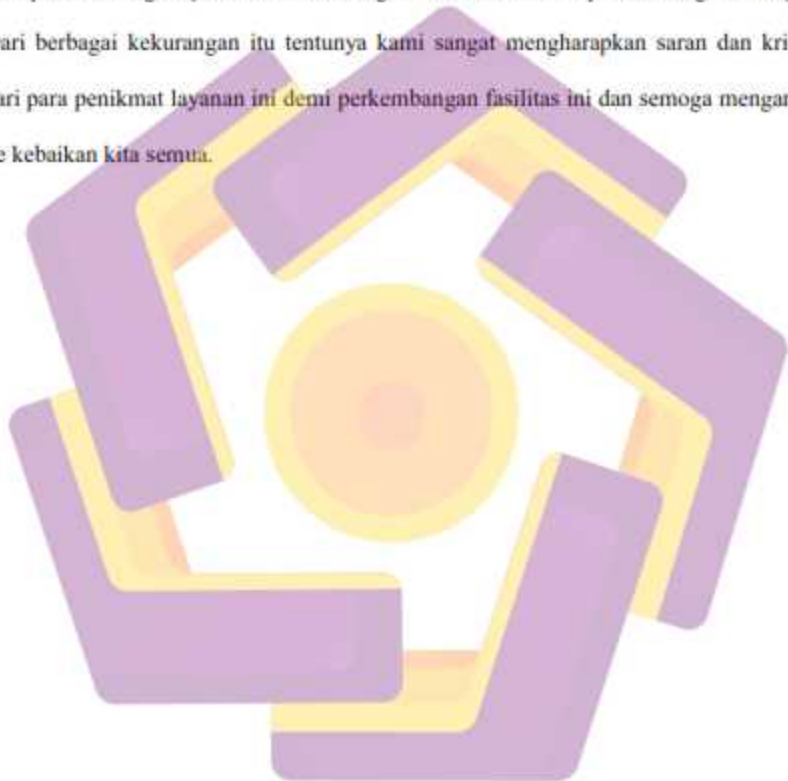 ari berbagai kekurangan itu tentunya kami sangat mengharapkan saran dan kri
ari para penikmat layanan ini demi perkembangan fasilitas ini dan semoga mengar
e kebaikan kita semua.